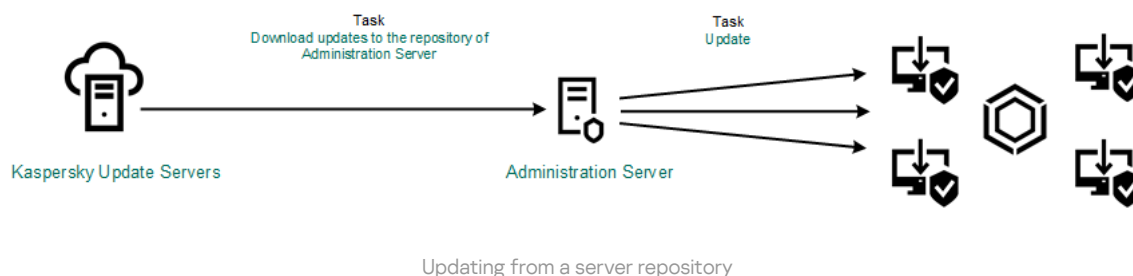 Task
Download updates to the repository of
Administration Server
Task
Update
Kaspersky Update Servers
Administration Server
Updating from a server repository